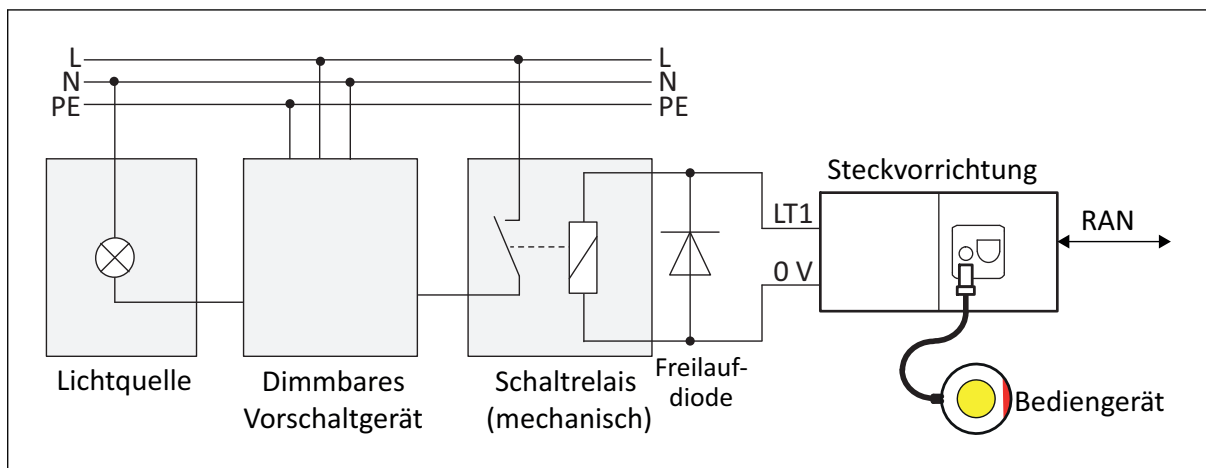 L L
N N
PE PE
Steckvorrichtung
LT1
RAN
0 V
Lichtquelle
Dimmbares
Vorschaltgerät
Schaltrelais
(mechanisch)
Freilauf-
diode
Bediengerät